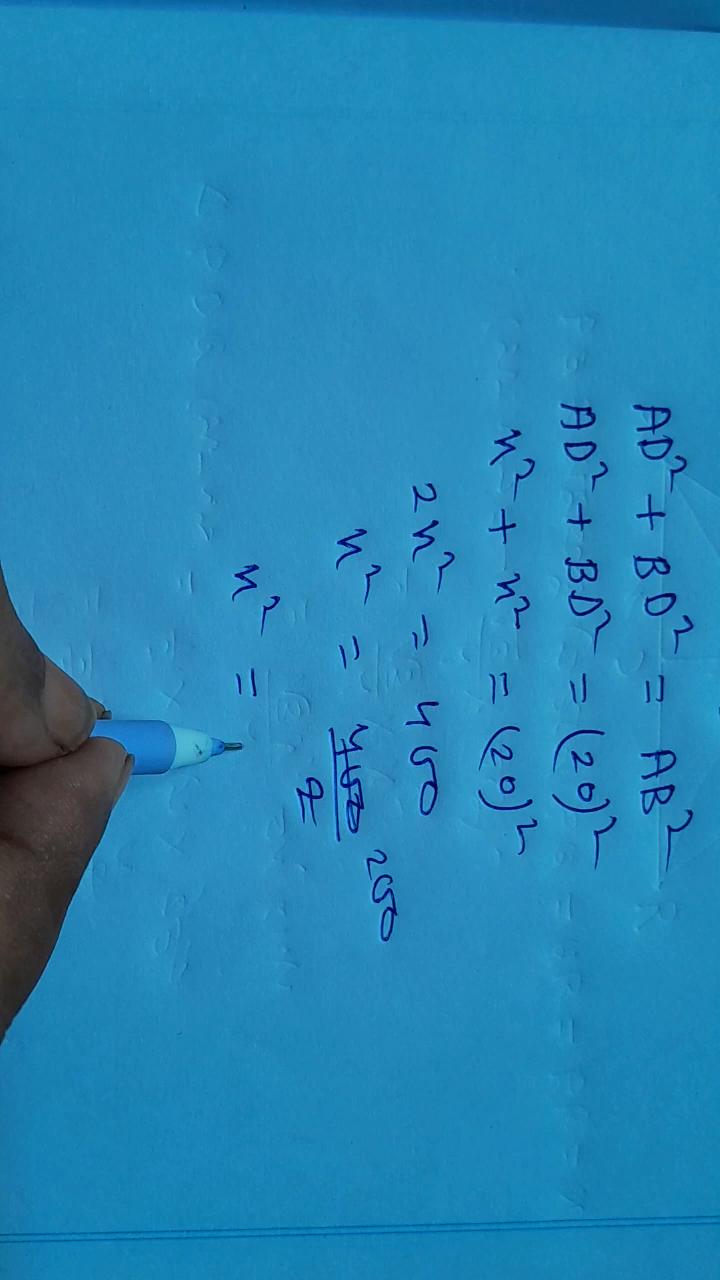 AD² + BD² = AB²
AD² + BD² = (20)²
x² + x² = (20)²
2x² = 400
x² = 400/2 200
x² =